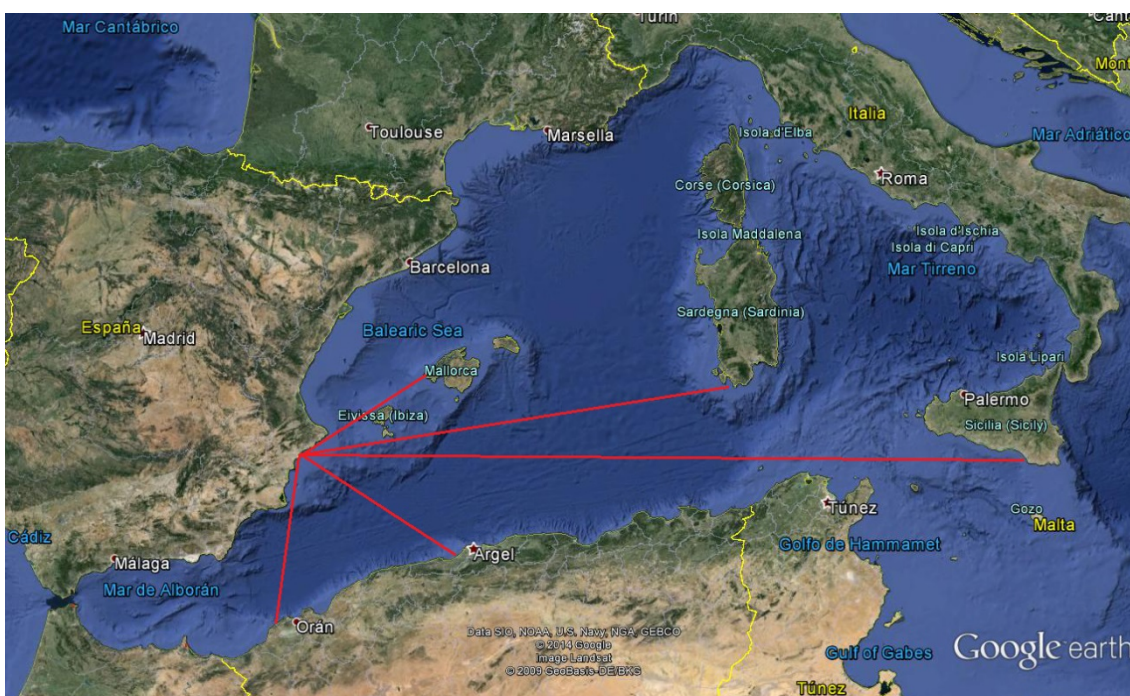 Turín
Mar Cantábrico
Toulouse
Marsella
Isola d'Elba
Italia
Mar Adriático
Roma
Corse (Corsica)
Isola Maddalena
Isola d'Ischia
Isola di Capri
Mar Tirreno
Barcelona
España
Madrid
Balearic Sea
Sardegna (Sardinia)
Isola Lipari
Mallorca
Eivissa (Ibiza)
Palermo
Sicilia (Sicily)
Túnez
Gozo
Malta
Cádiz
Málaga
Argel
Golfo de Hammamet
Mar de Alborán
Orán
Data SIO, NOAA, U.S. Navy, NGA, GEBCO
© 2014 Google
Image Landsat
© 2009 GeoBasis-DE/BKG
Google earth
Gulf of Gabes
Túnez